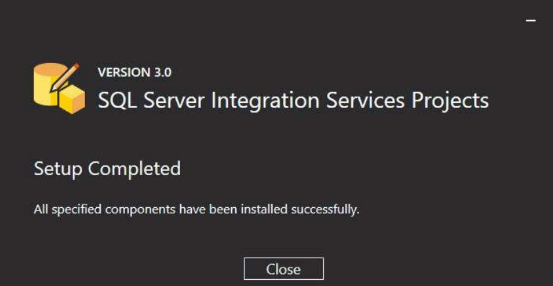 VERSION 3.0
SQL Server Integration Services Projects
Setup Completed
All specified components have been installed successfully.
Close